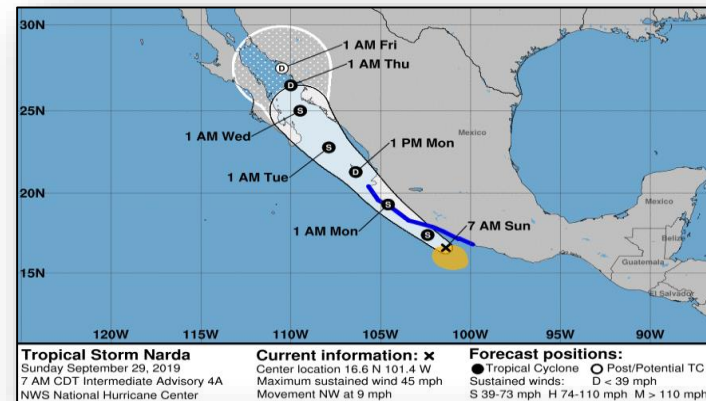 30N
1 AM Fri
D
1 AM Thu
D
25N
S
1 AM Wed
Mexico
1 PM Mon
S
1 AM Tue
D
20N
Mexico
S
7 AM Sun
1 AM Mon
S
Belize
Guatemala
15N
El Salvador
120W 115W 110W 105W 100W 95W 90W
Tropical Storm Narda
Sunday September 29, 2019
7 AM CDT Intermediate Advisory 4A
NWS National Hurricane Center
Current information: ×
Center location 16.6 N 101.4 W
Maximum sustained wind 45 mph
Movement NW at 9 mph
Forecast positions:
Tropical Cyclone Post/Potential TC
Sustained winds: D < 39 mph
S 39-73 mph H 74-110 mph M > 110 mph